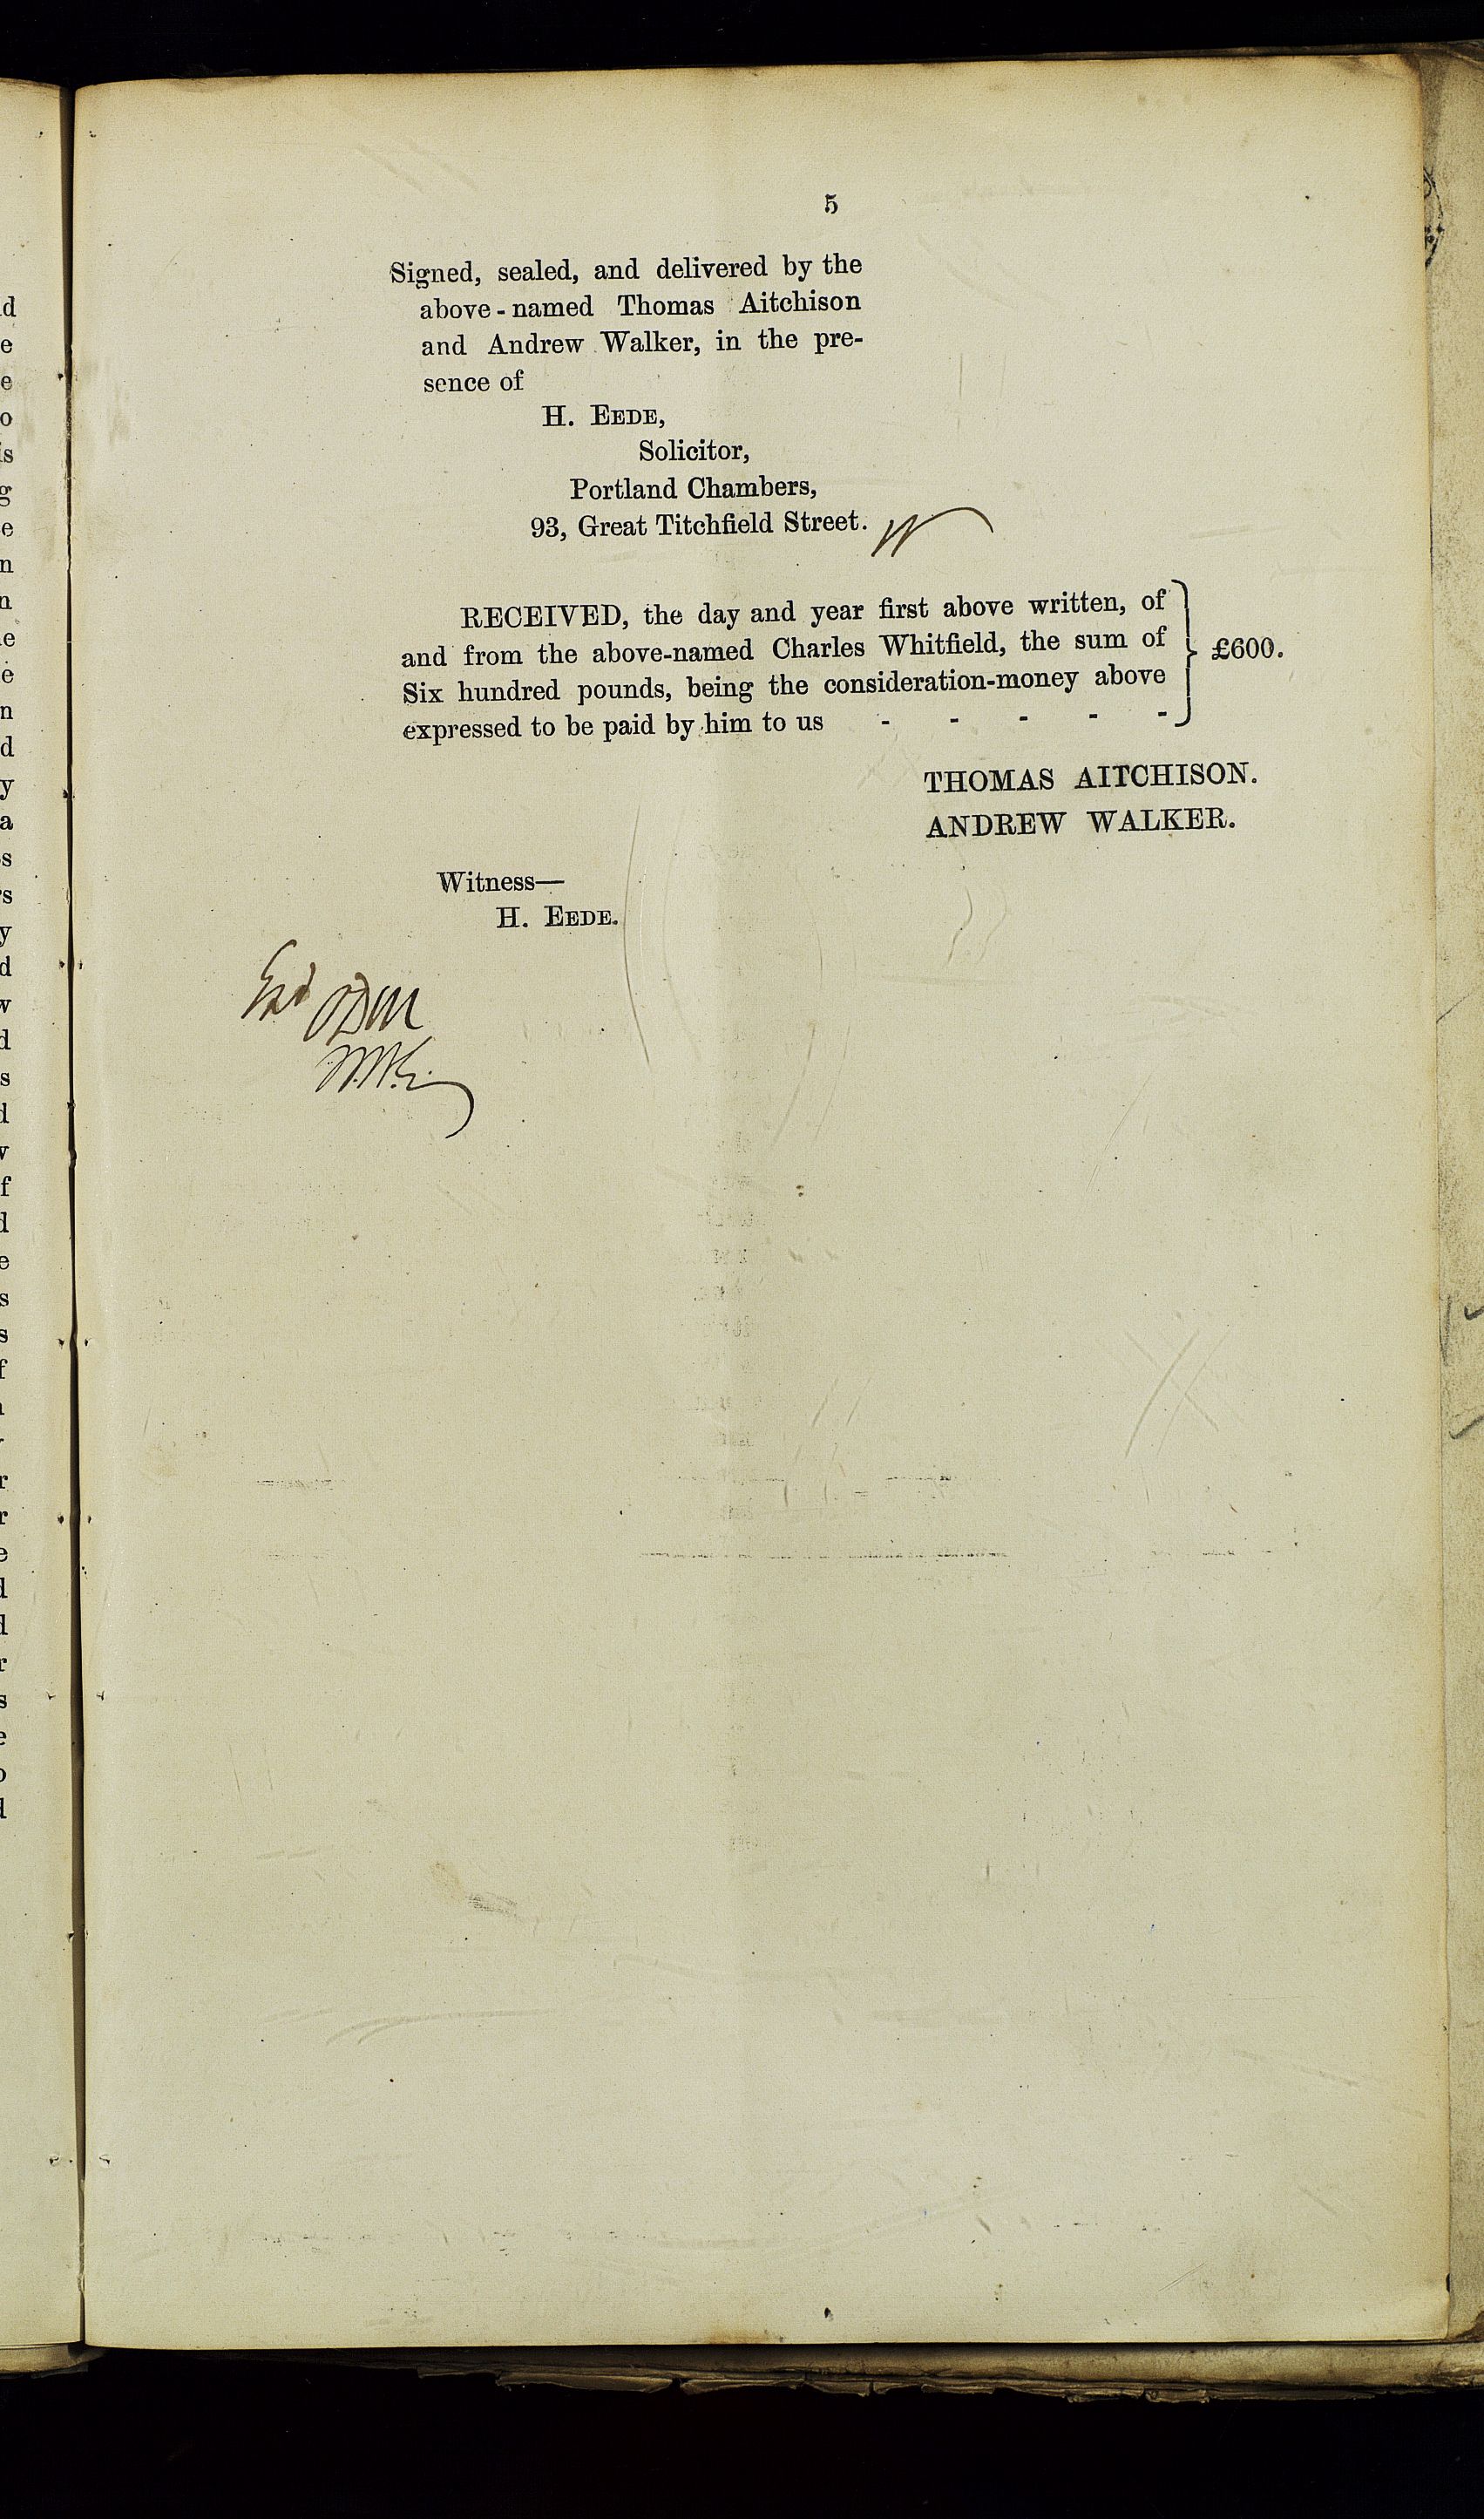 5
Signed, sealed, and delivered by the
above-named Thomas Aitchison
and Andrew Walker, in the pre-
sence of
H. EEDE,
Solicitor,
Portland Chambers,
93, Great Titchfield Street.
RECEIVED, the day and year first above written, of
and from the above-named Charles Whitfield, the sum of
Six hundred pounds, being the consideration-money above
expressed to be paid by him to us - - - - -
£600.
THOMAS AITCHISON.
ANDREW WALKER.
Witness—
H. EEDE.
Exd